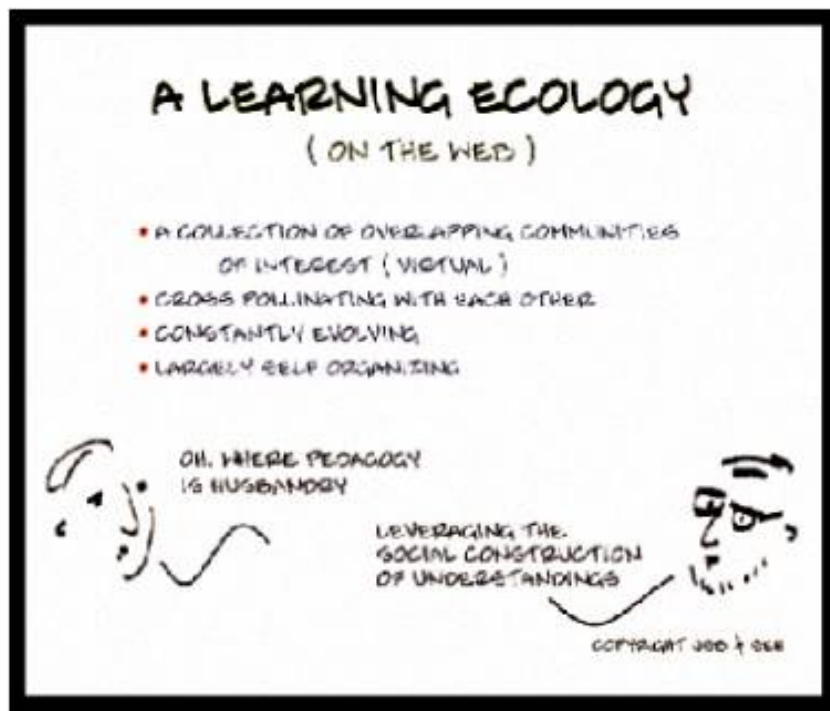 A LEARNING ECOLOGY
( ON THE WEB )
• A COLLECTION OF OVERLAPPING COMMUNITIES
OF INTEREST ( VIRTUAL )
• CROSS POLLINATING WITH EACH OTHER
• CONSTANTLY EVOLVING
• LARGELY SELF ORGANIZING
OH, WHERE PEDAGOGY
IS HUSBANDRY
LEVERAGING THE
SOCIAL CONSTRUCTION
OF UNDERSTANDINGS
COPYRIGHT JSB &